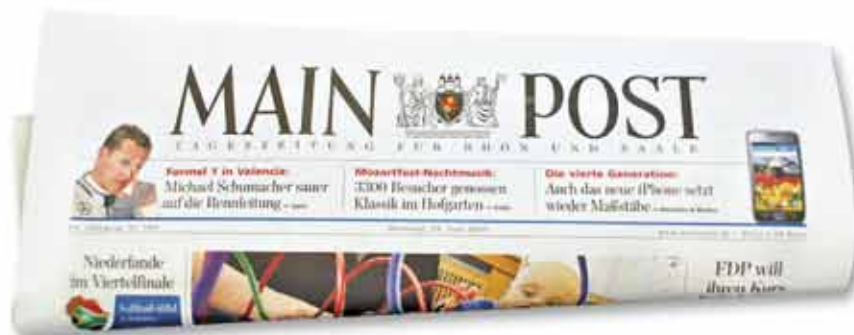 MAIN POST
TAGESZEITUNG FÜR RHÖN UND SAALE
Formel 1 in Valencia:
Michael Schumacher sauer
auf die Rennleitung
Mozartfest-Nachtmusik:
3300 Besucher genossen
Klassik im Hofgarten
Die vierte Generation:
Auch das neue iPhone setzt
wieder Maßstäbe
Niederlande
im Viertelfinale
FDP will
ihren Kurs